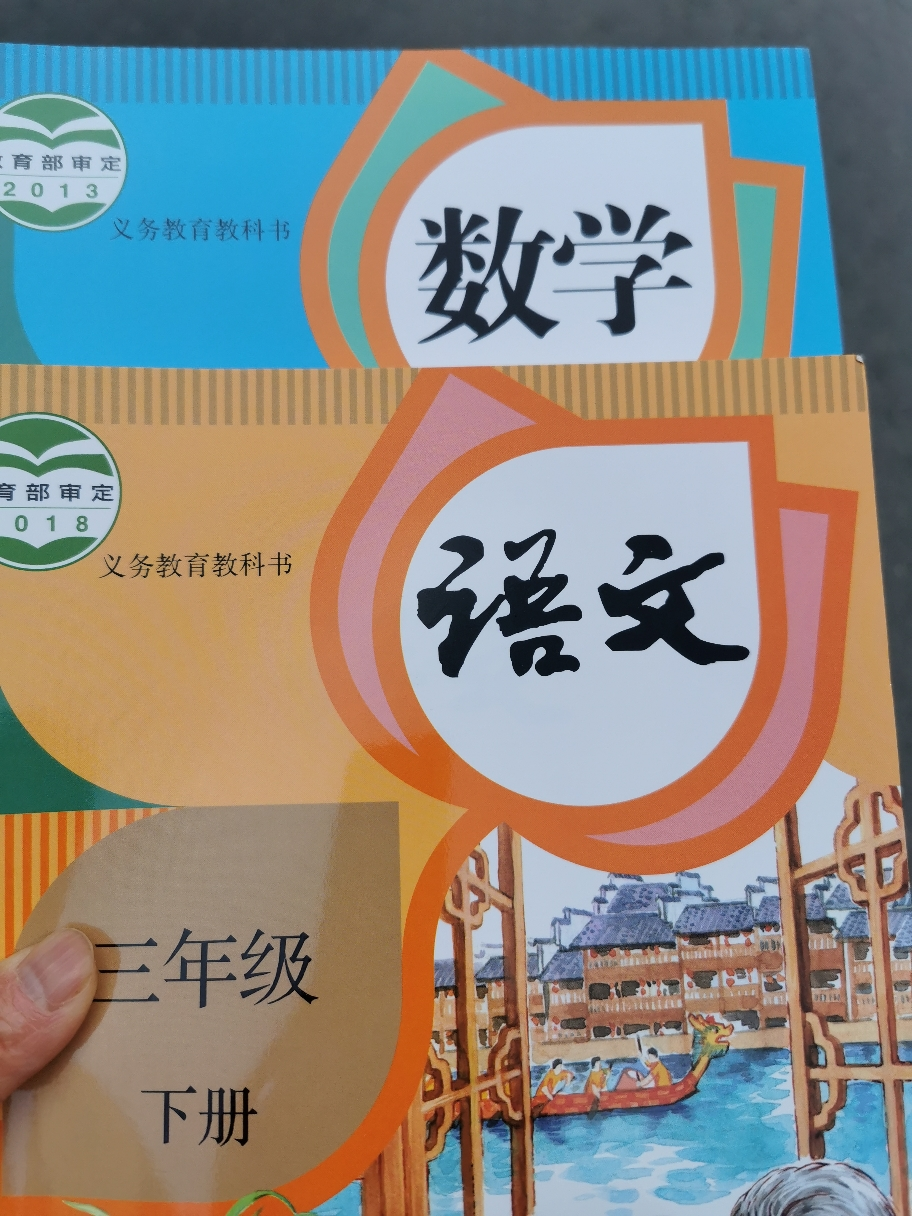 教育部审定
2013
义务教育教科书
数学
育部审定
018
义务教育教科书
语文
三年级
下册